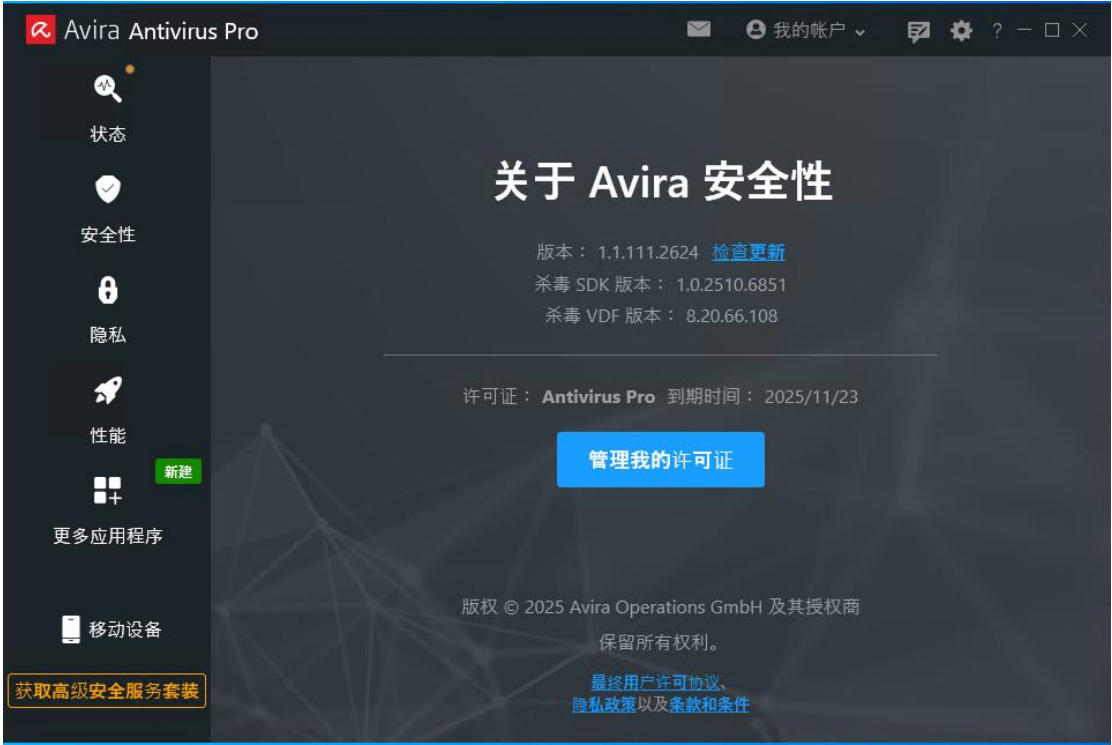 Avira Antivirus Pro
我的帐户
?
状态
安全性
隐私
性能
新建
更多应用程序
移动设备
获取高级安全服务套装
关于 Avira 安全性
版本： 1.1.111.2624 检查更新
杀毒 SDK 版本： 1.0.2510.6851
杀毒 VDF 版本： 8.20.66.108
许可证： Antivirus Pro 到期时间： 2025/11/23
管理我的许可证
版权 © 2025 Avira Operations GmbH 及其授权商
保留所有权利。
最终用户许可协议、
隐私政策以及条款和条件